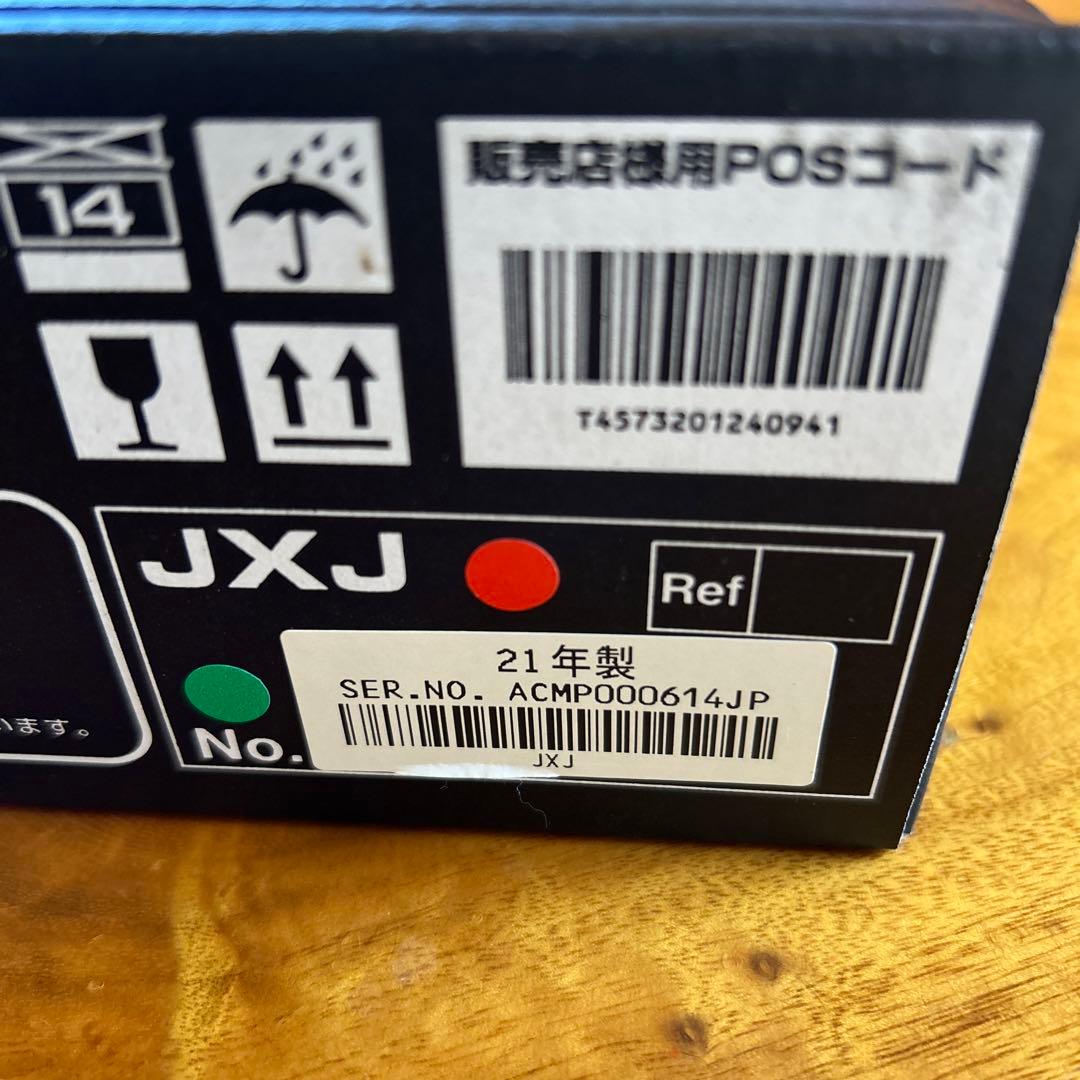 14
販売店様用POSコード
T4573201240941
JXJ
Ref
21年製
SER.NO. ACMP000614JP
います。
No.
JXJ